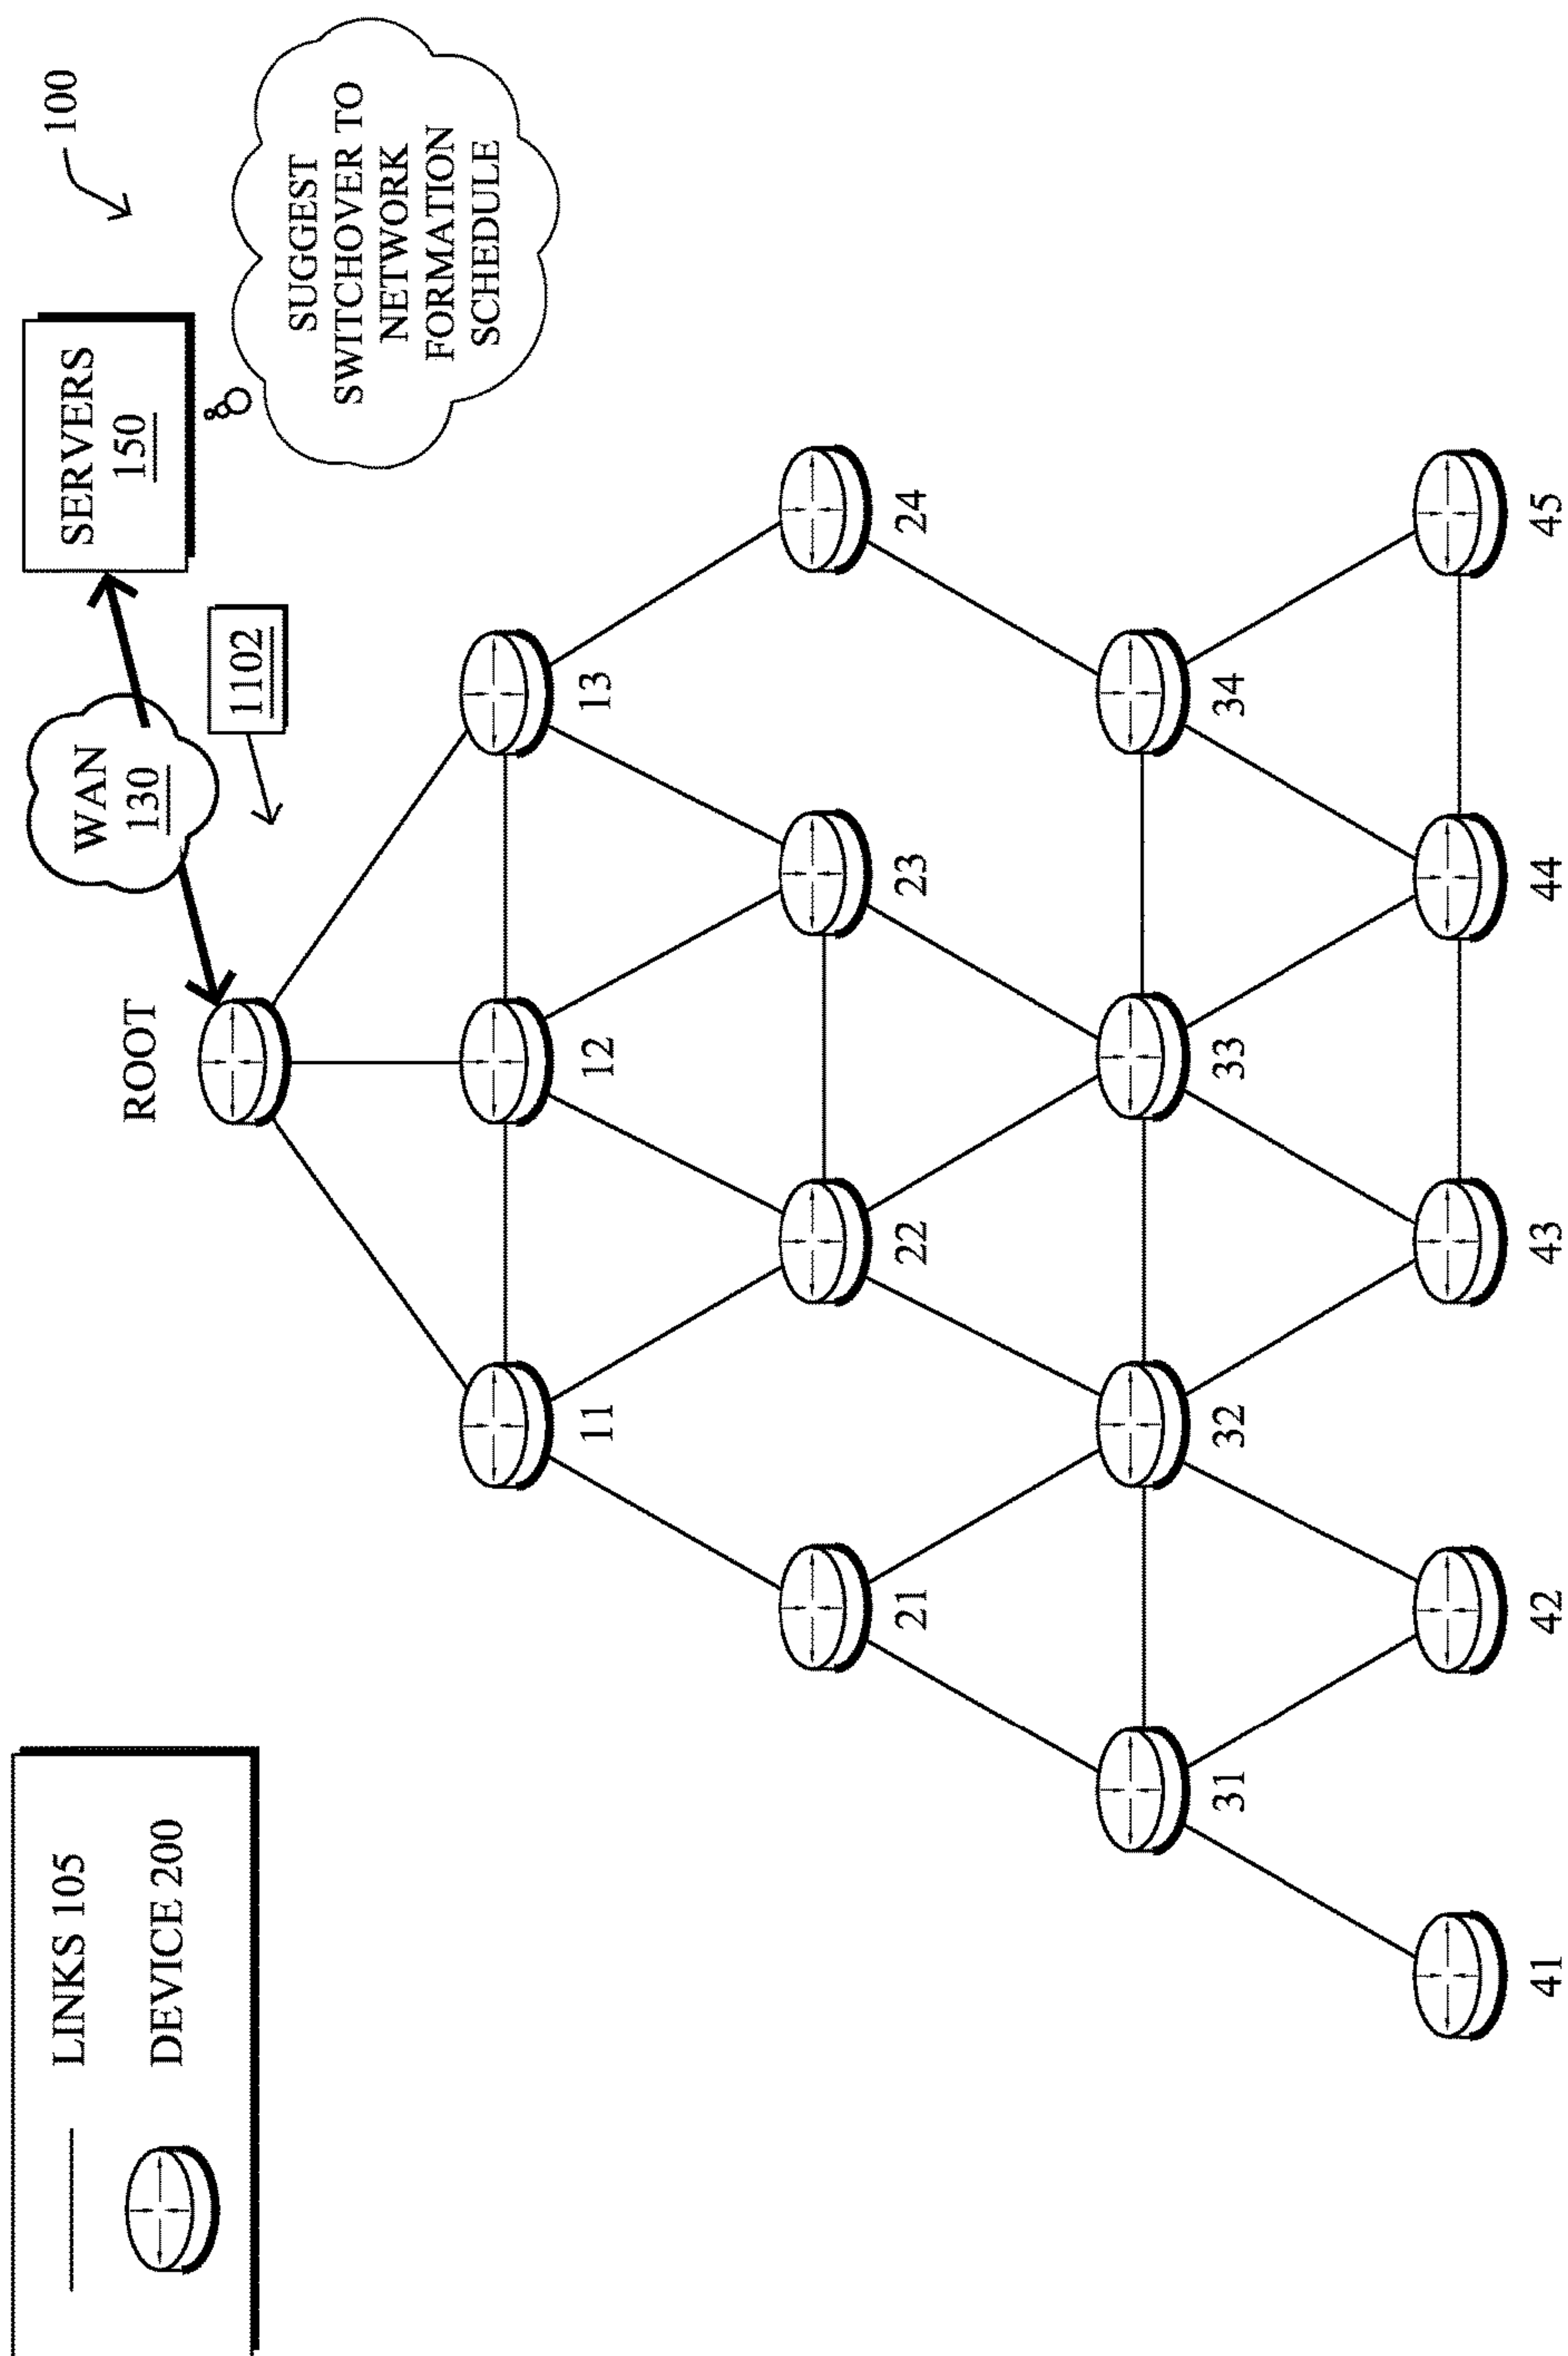 LINKS 105
DEVICE 200
ROOT
WAN
130
SERVERS
150
100
1102
SUGGEST
SWITCHOVER TO
NETWORK
FORMATION
SCHEDULE
11
12
13
21
22
23
24
31
32
33
34
41
42
43
44
45